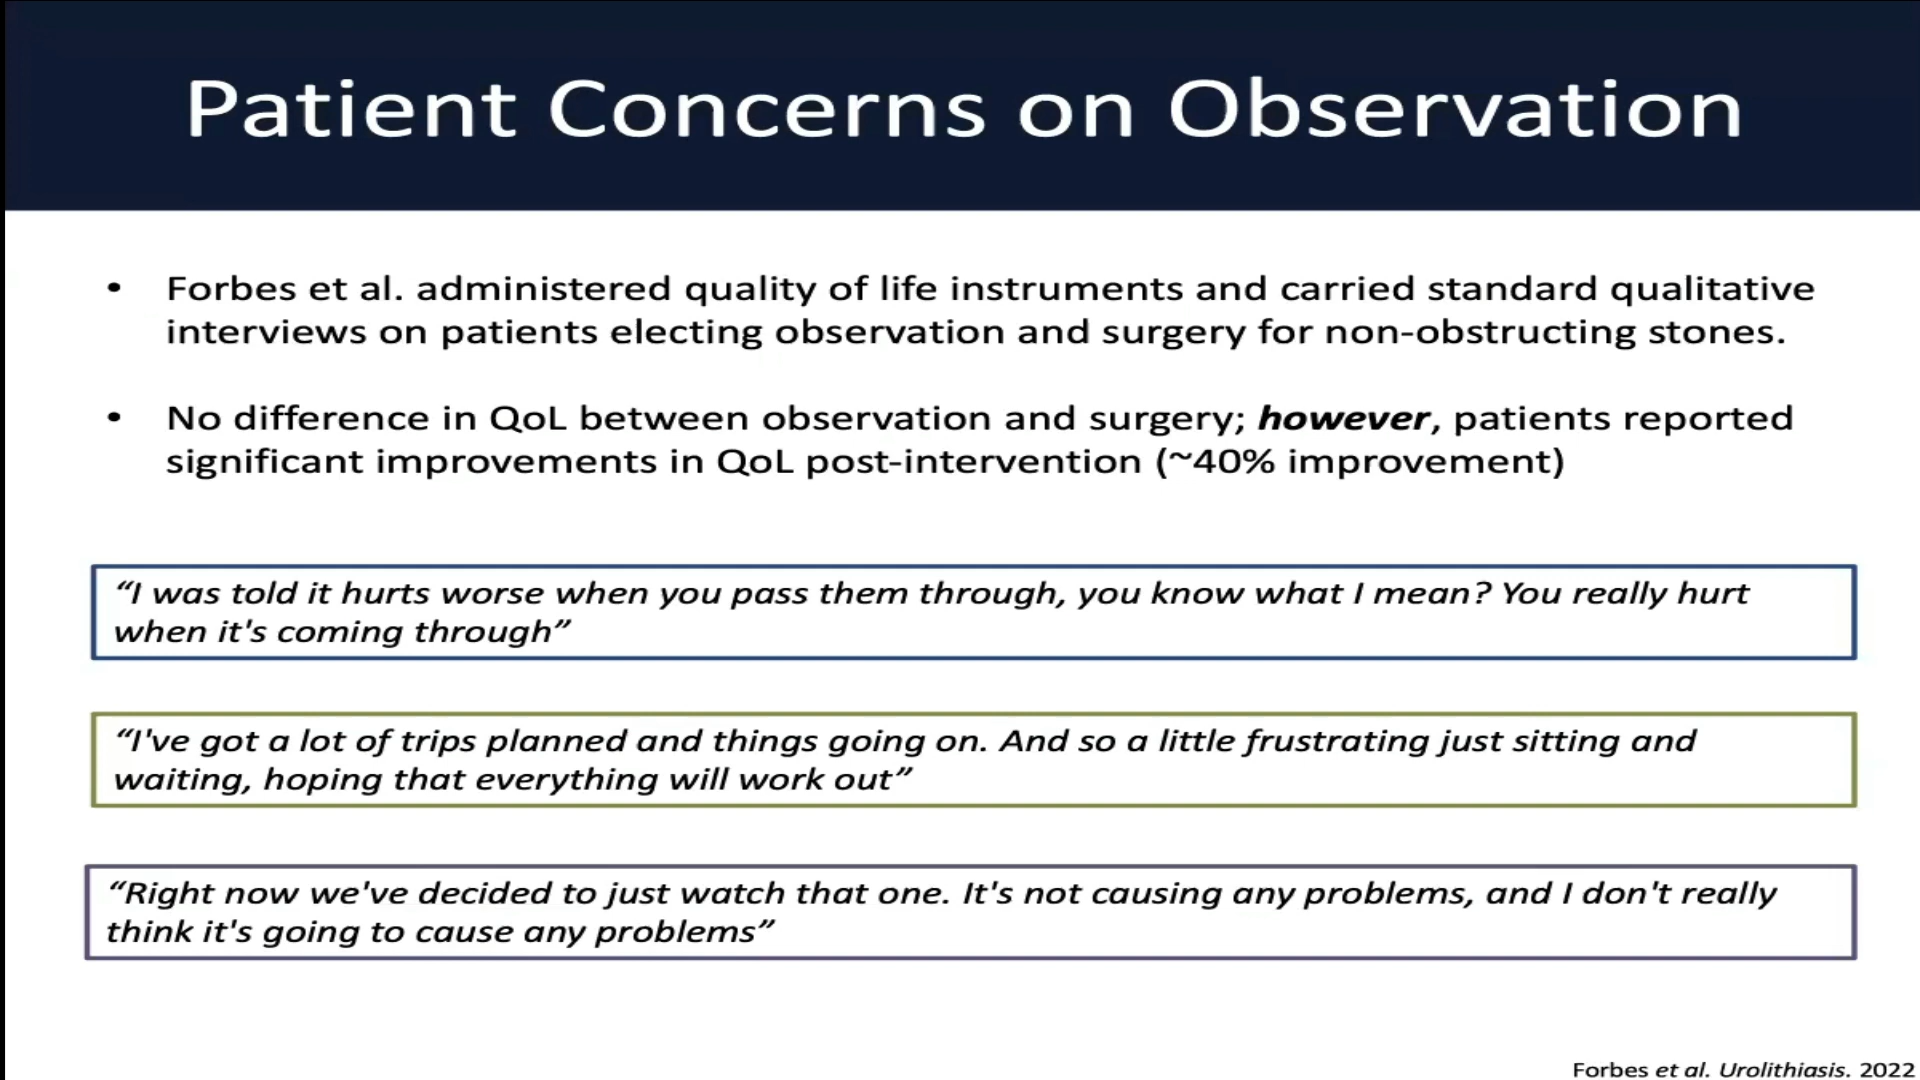 Patient Concerns on Observation
• Forbes et al. administered quality of life instruments and carried standard qualitative
interviews on patients electing observation and surgery for non-obstructing stones.
• No difference in QoL between observation and surgery; however, patients reported
significant improvements in QoL post-intervention (~40% improvement)
“I was told it hurts worse when you pass them through, you know what I mean? You really hurt
when it's coming through”
“I've got a lot of trips planned and things going on. And so a little frustrating just sitting and
waiting, hoping that everything will work out”
“Right now we've decided to just watch that one. It's not causing any problems, and I don't really
think it's going to cause any problems”
Forbes et al. Urolithiasis. 2022